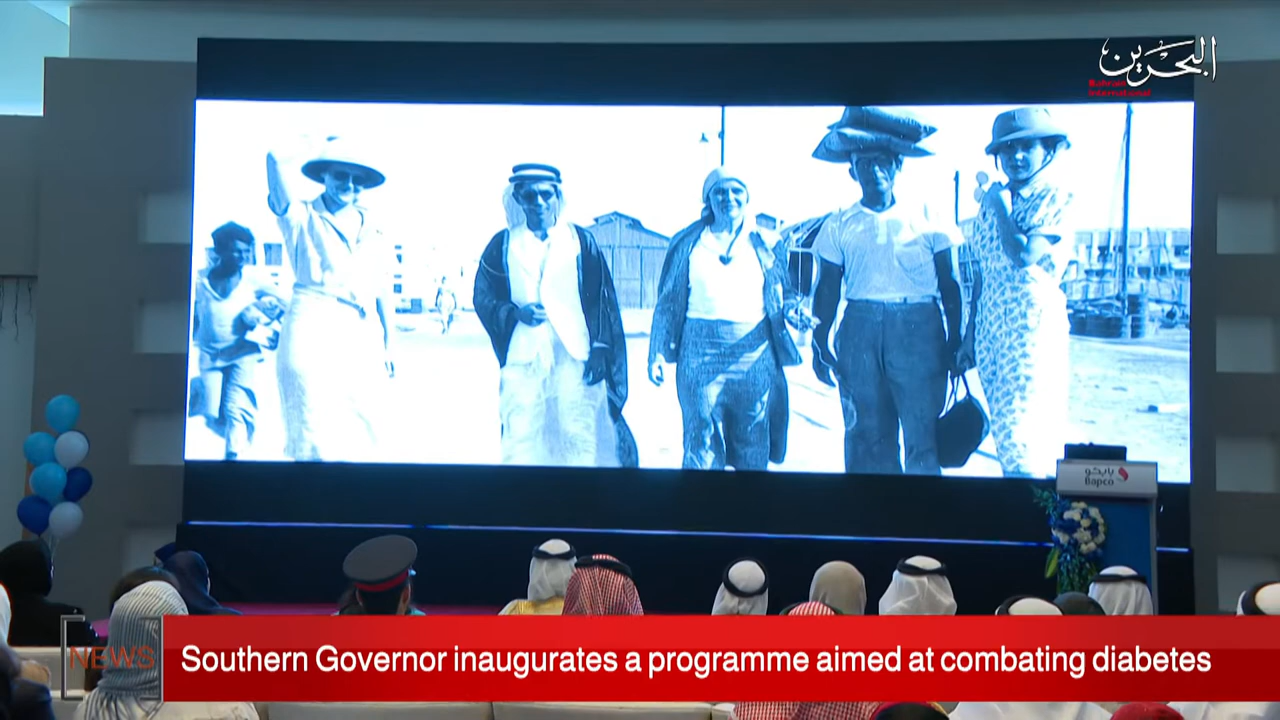 البحرين
Bahrain
International
بابكو
Bapco
NEWS
Southern Governor inaugurates a programme aimed at combating diabetes